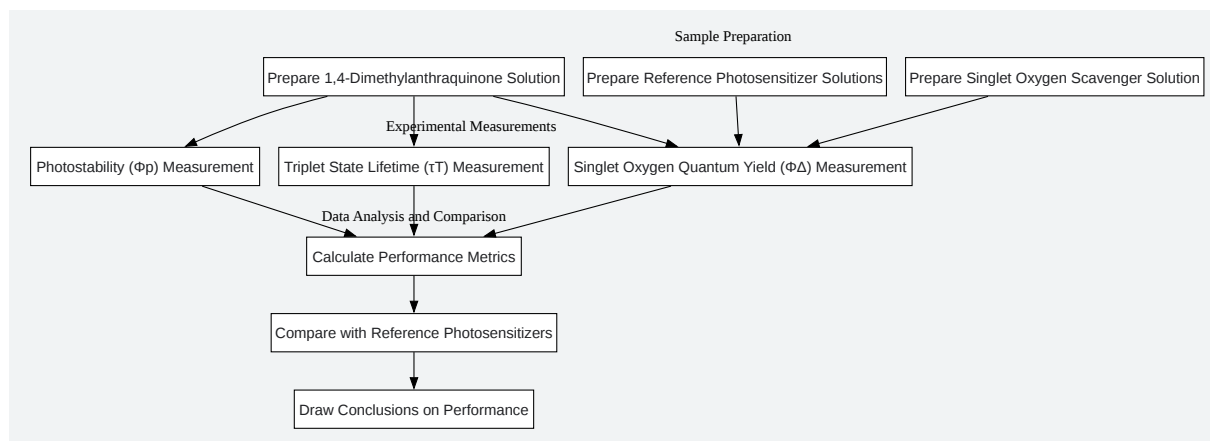 Sample Preparation
Prepare 1,4-Dimethylanthraquinone Solution
Prepare Reference Photosensitizer Solutions
Prepare Singlet Oxygen Scavenger Solution
Experimental Measurements
Photostability (Φp) Measurement
Triplet State Lifetime (τT) Measurement
Singlet Oxygen Quantum Yield (ΦΔ) Measurement
Data Analysis and Comparison
Calculate Performance Metrics
Compare with Reference Photosensitizers
Draw Conclusions on Performance